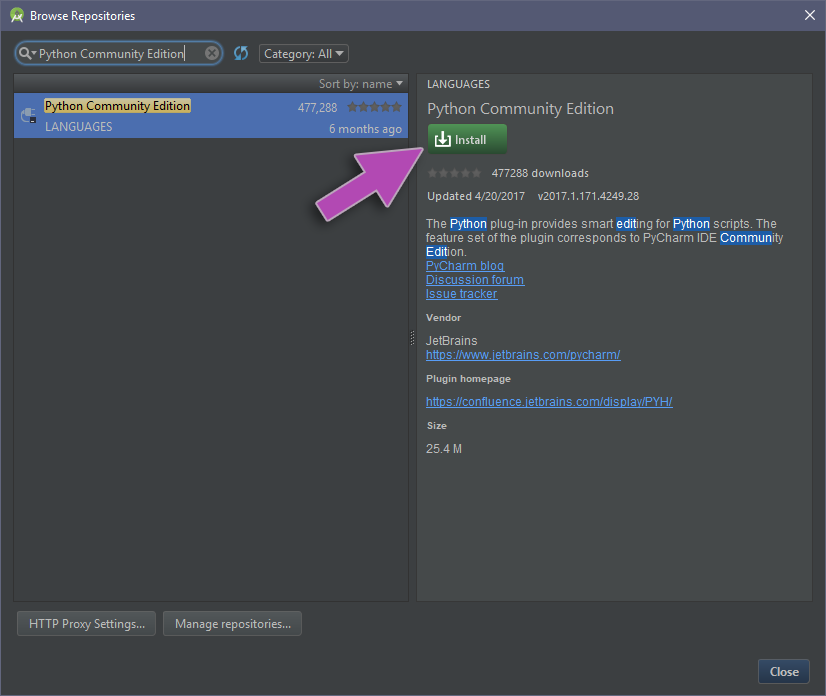 Browse Repositories
Python Community Edition
Category: All
Sort by: name
Python Community Edition 477,288
LANGUAGES 6 months ago
LANGUAGES
Python Community Edition
Install
477288 downloads
Updated 4/20/2017 v2017.1.171.4249.28
The Python plug-in provides smart editing for Python scripts. The
feature set of the plugin corresponds to PyCharm IDE Community
Edition.
PyCharm blog
Discussion forum
Issue tracker
Vendor
JetBrains
https://www.jetbrains.com/pycharm/
Plugin homepage
https://confluence.jetbrains.com/display/PYH/
Size
25.4 M
HTTP Proxy Settings...
Manage repositories...
Close